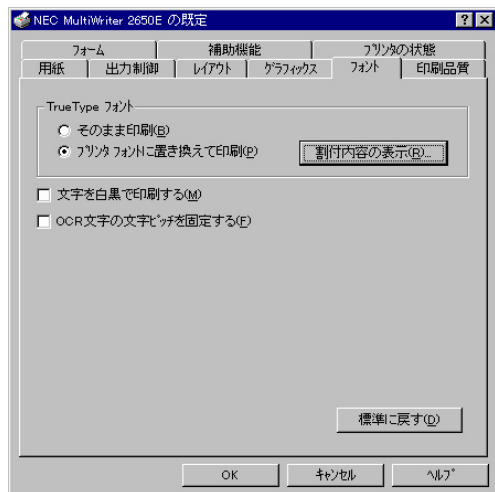 NEC MultiWriter 2650E の既定
フォーム 補助機能 プリンタの状態
用紙 出力制御 レイアウト グラフィックス フォント 印刷品質
TrueType フォント
そのまま印刷(B)
プリンタ フォントに置き換えて印刷(P) 割付内容の表示(R)...
文字を白黒で印刷する(M)
OCR文字の文字ピッチを固定する(F)
標準に戻す(D)
OK キャンセル ヘルプ